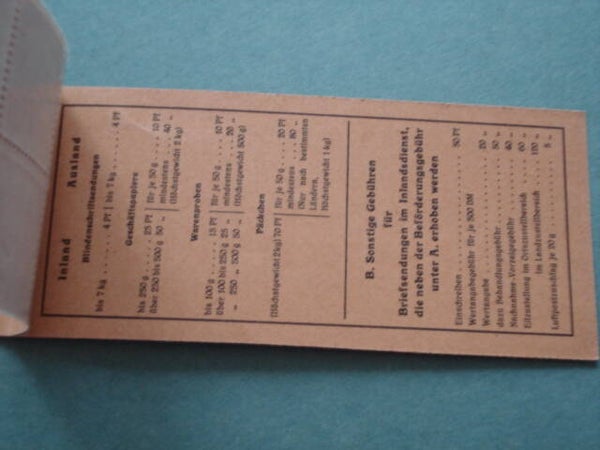 Inland Ausland
Blindenschriftsendungen
bis 7 kg . . . . . 4 Pf | bis 7 kg . . . . . 4 Pf
Geschäftspapiere
bis 250 g . . . . . 25 Pf | für je 50 g . . . 10 Pf
über 250 bis 500 g 50 „ | mindestens . . . 40 „
(Höchstgewicht 2 kg)
Warenproben
bis 100 g . . . . . 15 Pf | für je 50 g . . . 10 Pf
über 100 bis 250 g 25 „ | mindestens . . . 20 „
„ 250 „ 500 g 50 „ | (Höchstgewicht 500 g)
Päckchen
(Höchstgewicht 2 kg) 70 Pf | für je 50 g . . . 20 Pf
mindestens . . . 80 „
(Nur nach bestimmten
Ländern,
Höchstgewicht 1 kg)
B. Sonstige Gebühren
für
Briefsendungen im Inlandsdienst,
die neben der Beförderungsgebühr
unter A. erhoben werden
Einschreiben . . . . . 50 Pf
Wertangabegebühr für je 500 DM
Wertangabe . . . . . 20 „
dazu Behandlungsgebühr . . 50 „
Nachnahme-Vorzeigegebühr . . 40 „
Eilzustellung im Ortszustellbereich 60 „
im Landzustellbereich . . 120 „
Luftpostzuschlag je 20 g . . . 5 „